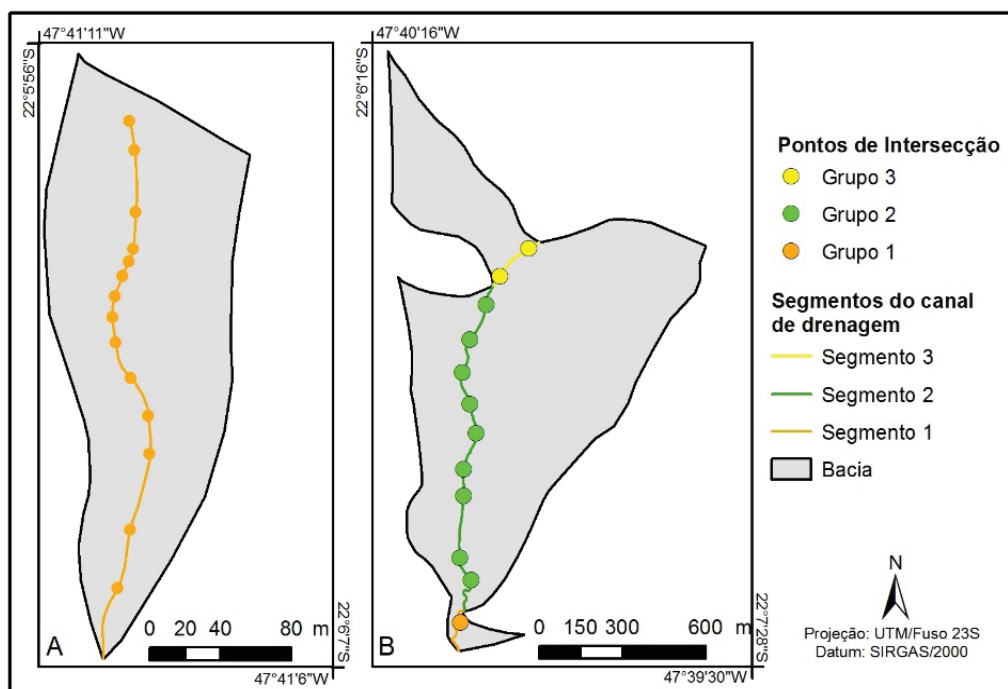 47°41'11"W
22°5'56"S
A
0 20 40 80 m
22°6'7"S
47°41'6"W
47°40'16"W
22°6'16"S
B
0 150 300 600 m
22°7'28"S
47°39'30"W
Pontos de Intersecção
Grupo 3
Grupo 2
Grupo 1
Segmentos do canal
de drenagem
Segmento 3
Segmento 2
Segmento 1
Bacia
N
Projeção: UTM/Fuso 23S
Datum: SIRGAS/2000